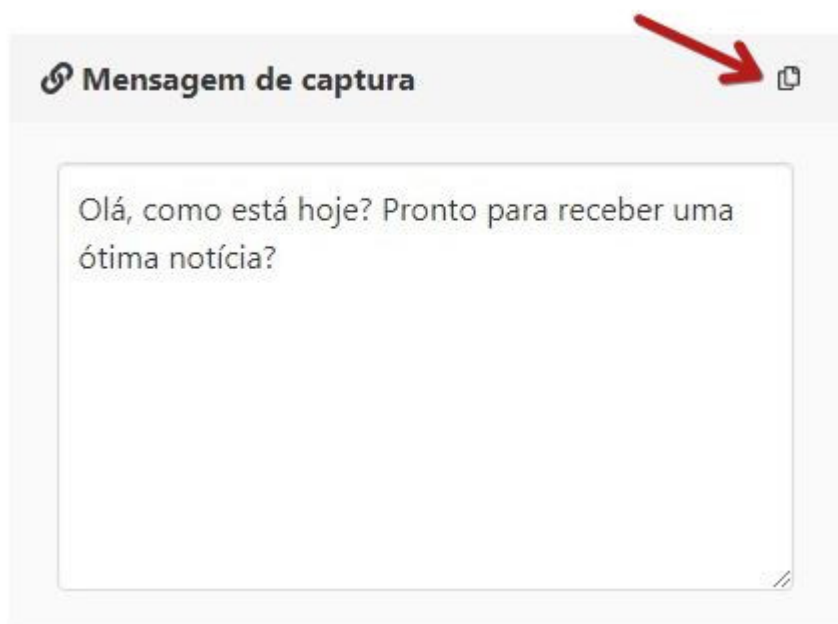 Mensagem de captura
Olá, como está hoje? Pronto para receber uma
ótima notícia?